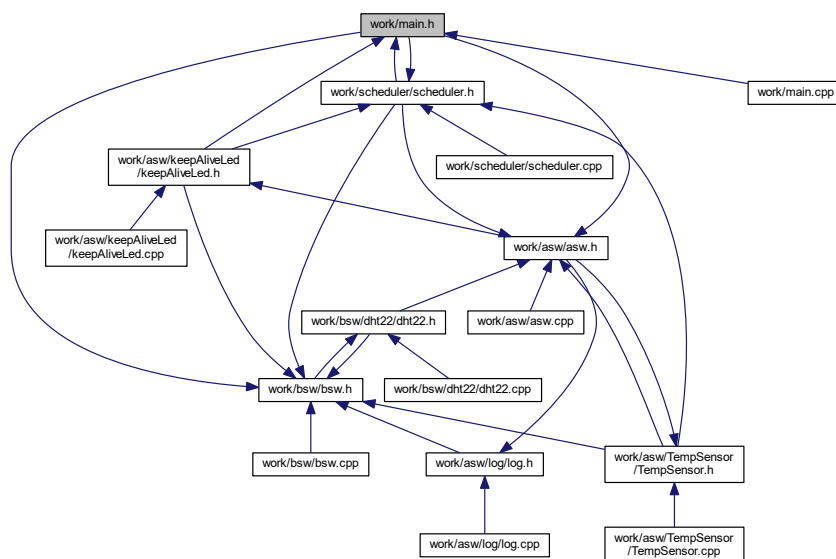 work/main.h
work/scheduler/scheduler.h
work/main.cpp
work/asw/keepAliveLed
/keepAliveLed.h
work/scheduler/scheduler.cpp
work/asw/keepAliveLed
/keepAliveLed.cpp
work/asw/asw.h
work/bsw/dht22/dht22.h
work/asw/asw.cpp
work/bsw/bsw.h
work/bsw/dht22/dht22.cpp
work/bsw/bsw.cpp
work/asw/log/log.h
work/asw/TempSensor
/TempSensor.h
work/asw/log/log.cpp
work/asw/TempSensor
/TempSensor.cpp